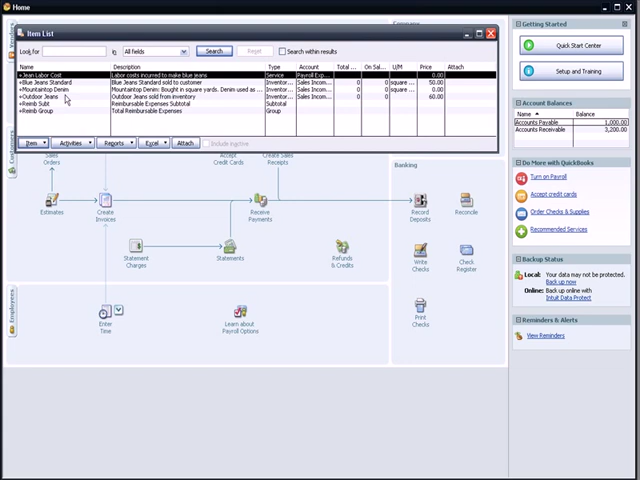 Home
Getting Started
Quick Start Center
Setup and Training
Account Balances
Name Balance
Accounts Payable 1,000.00
Accounts Receivable 3,200.00
Do More with QuickBooks
Turn on Payroll
Accept credit cards
Order Checks & Supplies
Recommended Services
Backup Status
Local: Your data may not be protected.
Back up now
Online: Back up online with
Intuit Data Protect
Reminders & Alerts
View Reminders
Item List
Look for in All fields Search Reset Search within results
Name Description Type Account Total ... On Sal... U/M Price Attach
Jean Labor Cost Labor costs incurred to make blue jeans Service Payroll Exp... 0.00
Blue Jeans Standard Blue Jeans Standard sold to customer Inventor... Sales Incom... 0 0 square ... 50.00
Mountaintop Denim Mountaintop Denim: Bought in square yards. Denim used as ... Inventor... Sales Incom... 0 0 square ... 0.00
Outdoor Jeans Outdoor Jeans sold from inventory Inventor... Sales Incom... 0 0 60.00
Reimb Subt Reimbursable Expenses Subtotal Subtotal
Reimb Group Total Reimbursable Expenses Group
Item Activities Reports Excel Attach Include inactive
Vendors
Customers
Employees
Sales
Orders
Accept
Credit Cards
Create Sales
Receipts
Estimates
Create
Invoices
Receive
Payments
Statement
Charges
Statements
Refunds
& Credits
Enter
Time
Learn about
Payroll Options
Banking
Record
Deposits
Reconcile
Write
Checks
Check
Register
Print
Checks